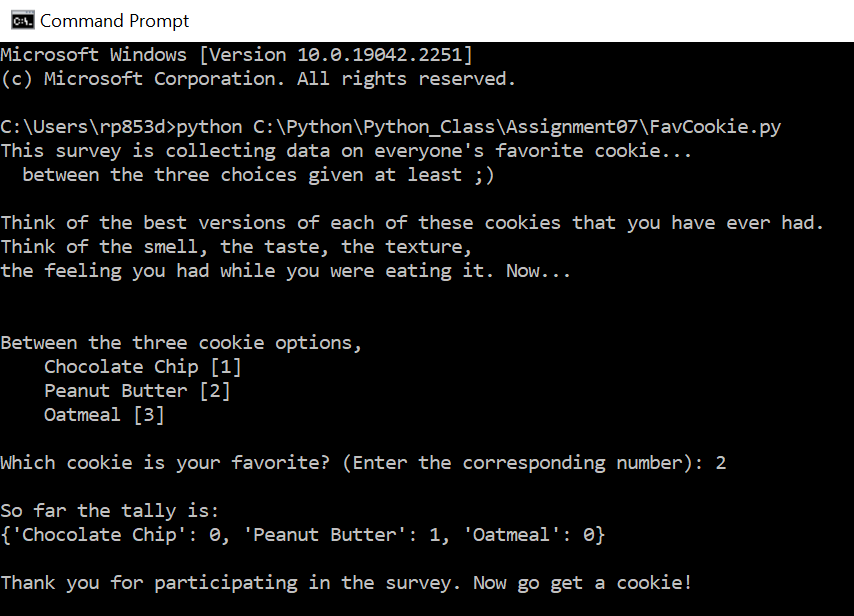 Command Prompt
Microsoft Windows [Version 10.0.19042.2251]
(c) Microsoft Corporation. All rights reserved.
C:\Users\rp853d>python C:\Python\Python_Class\Assignment07\FavCookie.py
This survey is collecting data on everyone's favorite cookie...
  between the three choices given at least ;)
Think of the best versions of each of these cookies that you have ever had.
Think of the smell, the taste, the texture,
the feeling you had while you were eating it. Now...
Between the three cookie options,
    Chocolate Chip [1]
    Peanut Butter [2]
    Oatmeal [3]
Which cookie is your favorite? (Enter the corresponding number): 2
So far the tally is:
{'Chocolate Chip': 0, 'Peanut Butter': 1, 'Oatmeal': 0}
Thank you for participating in the survey. Now go get a cookie!